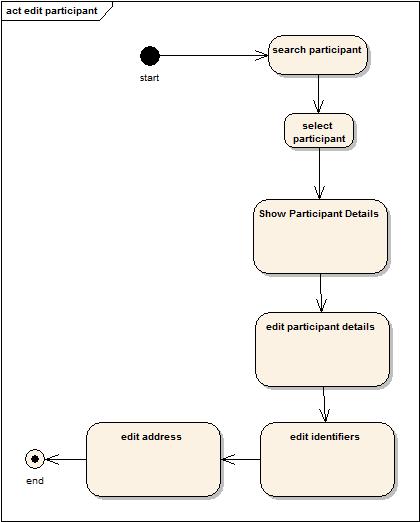 act edit participant
start
search participant
select
participant
Show Participant Details
edit participant details
edit identifiers
edit address
end